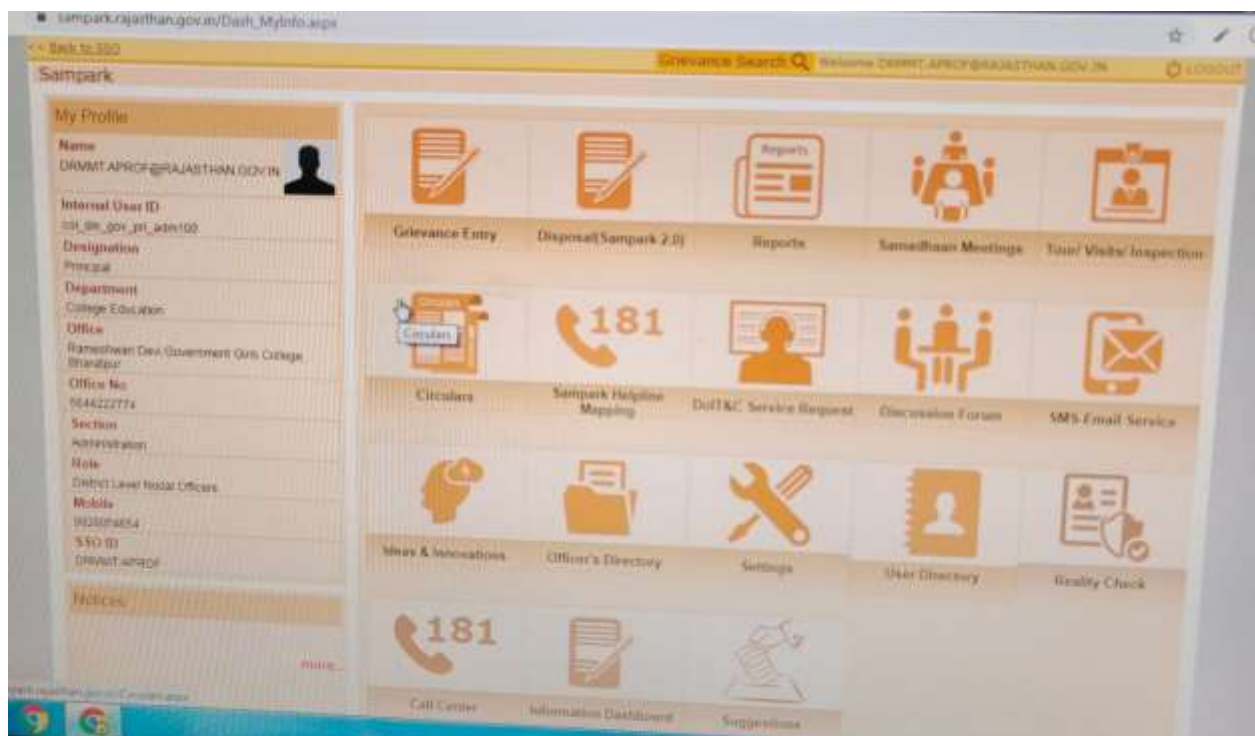 sampark.rajasthan.gov.in/Dash_MyInfo.aspx
<< Back to SSO
Grievance Search
Welcome DRMMT.APROF@RAJASTHAN.GOV.IN
LOGOUT
Sampark
My Profile
Name
DRMMT.APROF@RAJASTHAN.GOV.IN
Internal User ID
Designation
Principal
Department
College Education
Office
Rameshwari Devi Government Girls College
Bharatpur
Office No
5644222774
Section
Administration
Role
District Level Nodal Officers
Mobile
SSO ID
DRMMT.APROF
Notices
more..
Reports
Grievance Entry
Disposal(Sampark 2.0)
Reports
Samadhaan Meetings
Tour/ Visits/ Inspection
Circulars
Circulars
181
Circulars
Sampark Helpline
Mapping
DoIT&C Service Request
Discussion Forum
SMS-Email Service
Ideas & Innovations
Officer's Directory
Settings
User Directory
Reality Check
181
Call Center
Information Dashboard
Suggestions